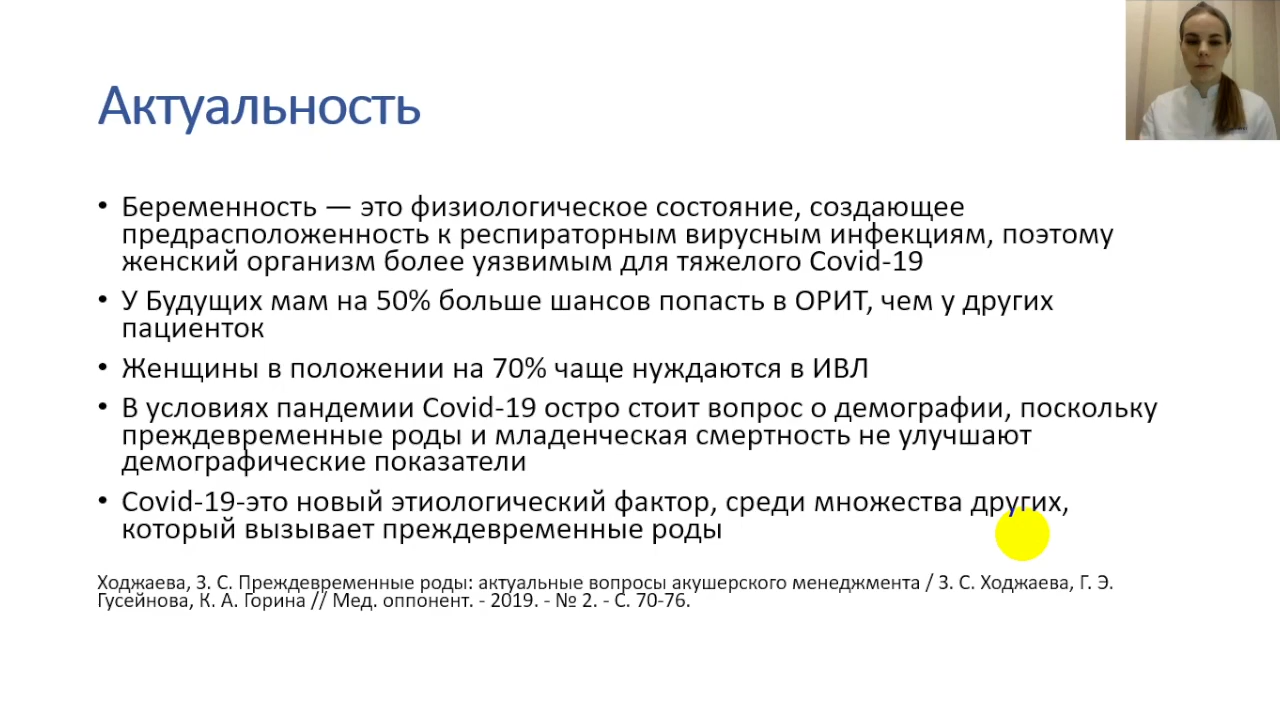 Актуальность
• Беременность — это физиологическое состояние, создающее
предрасположенность к респираторным вирусным инфекциям, поэтому
женский организм более уязвимым для тяжелого Covid-19
• У Будущих мам на 50% больше шансов попасть в ОРИТ, чем у других
пациенток
• Женщины в положении на 70% чаще нуждаются в ИВЛ
• В условиях пандемии Covid-19 остро стоит вопрос о демографии, поскольку
преждевременные роды и младенческая смертность не улучшают
демографические показатели
• Covid-19-это новый этиологический фактор, среди множества других,
который вызывает преждевременные роды
Ходжаева, З. С. Преждевременные роды: актуальные вопросы акушерского менеджмента / З. С. Ходжаева, Г. Э.
Гусейнова, К. А. Горина // Мед. оппонент. - 2019. - № 2. - С. 70-76.